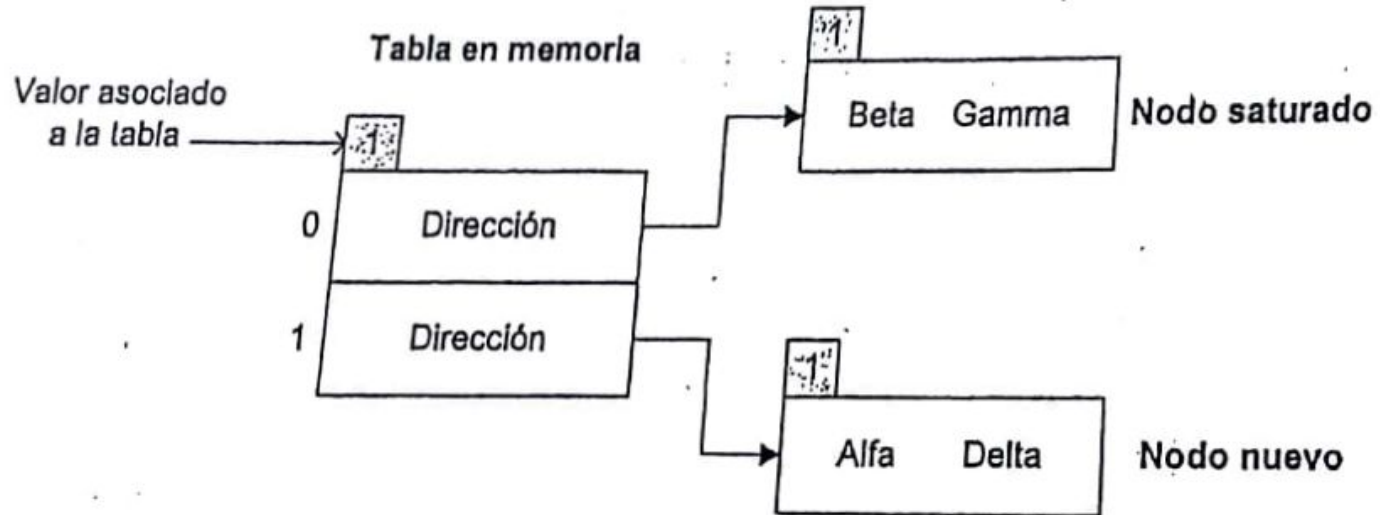 Tabla en memoria
Valor asociado
a la tabla
1
0 Dirección
1 Dirección
1
Beta Gamma
Nodo saturado
1
Alfa Delta
Nodo nuevo